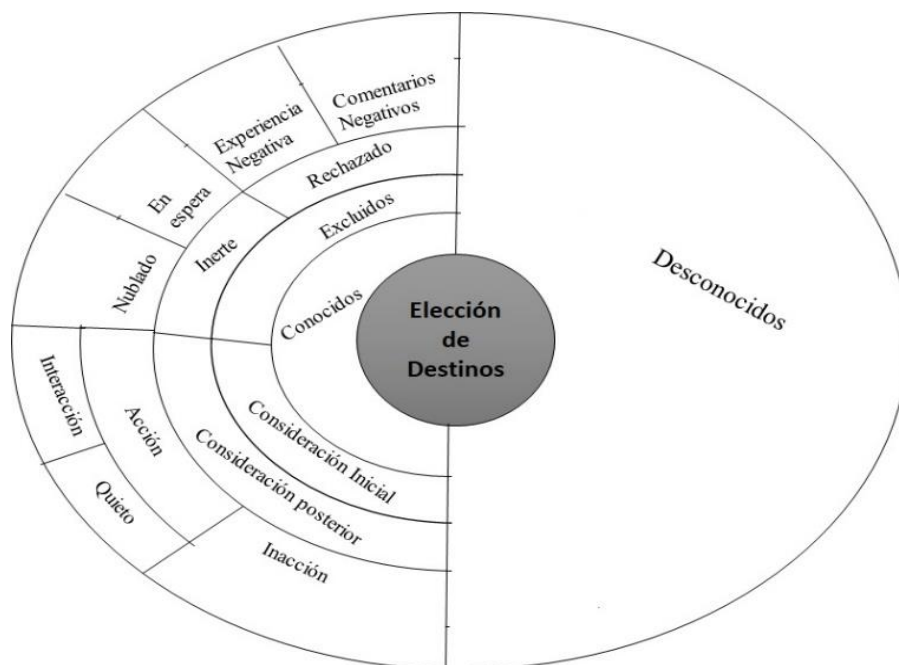 Comentarios
Negativos
Experiencia
Negativa
Rechazado
En
espera
Excluidos
Inerte
Nublado
Conocidos
Elección
de
Destinos
Desconocidos
Interacción
Acción
Consideración Inicial
Consideración posterior
Quieto
Inacción